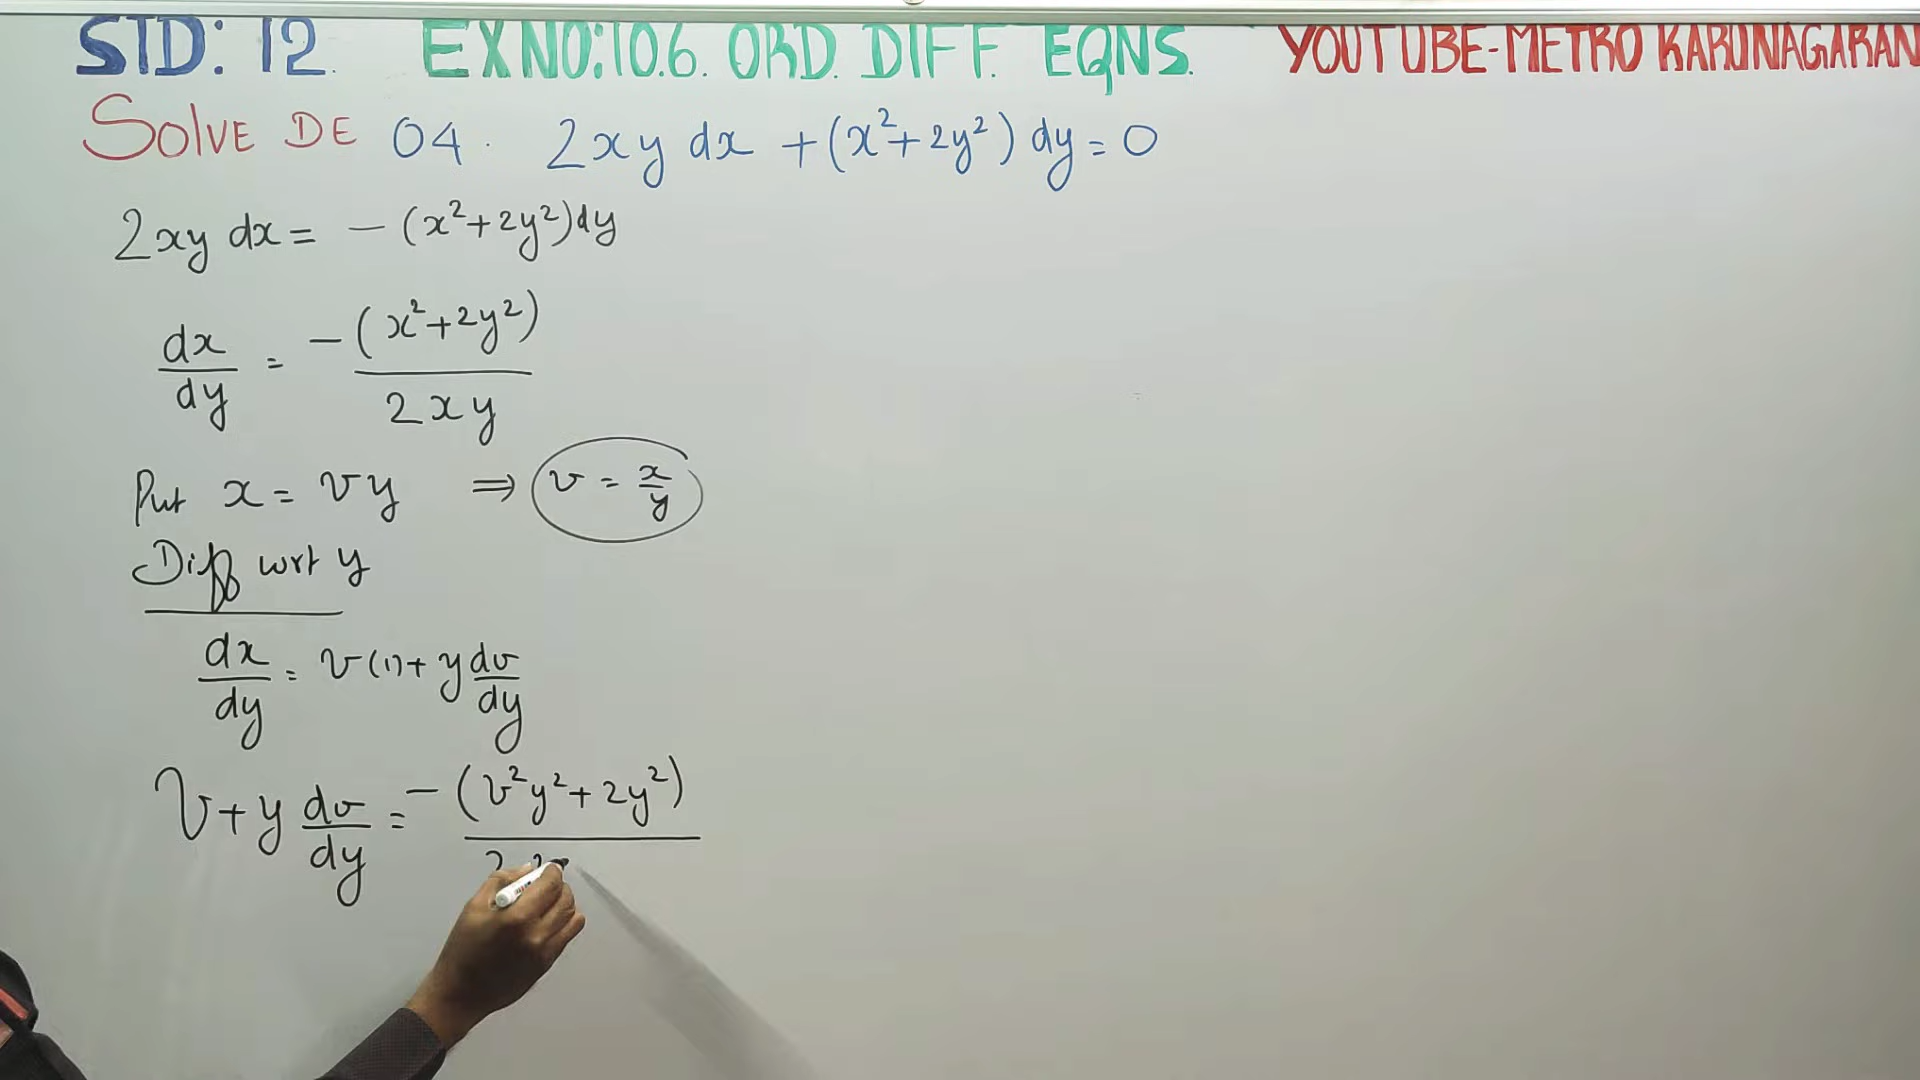 STD: 12. EXNO:10.6. ORD. DIFF. EQNS. YOUTUBE-METRO KARUNAGARAN
SOLVE DE 04. 2xy dx + (x²+2y²) dy = 0
2xy dx = - (x²+2y²)dy
dx/dy = -(x²+2y²)/2xy
Put x = vy ⇒ v = x/y
Diff wrt y
dx/dy = v(1) + y dv/dy
v + y dv/dy = -(v²y²+2y²)/2